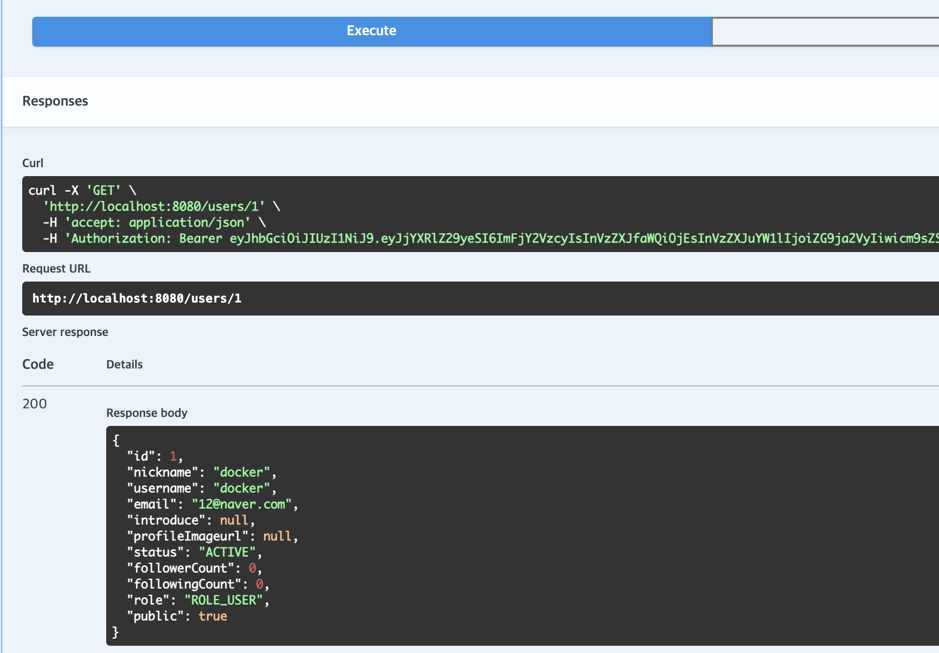 Execute
Responses
Curl
curl -X 'GET' \
'http://localhost:8080/users/1' \
-H 'accept: application/json' \
-H 'Authorization: Bearer eyJhbGciOiJIUzI1NiJ9.eyJjYXRlZ29yeSI6ImFjY2VzcyIsInVzZXJfaWQiOjEsInVzZXJuYW1lIjoiZG9ja2VyIiwicm9sZS
Request URL
http://localhost:8080/users/1
Server response
Code Details
200
Response body
{
"id": 1,
"nickname": "docker",
"username": "docker",
"email": "12@naver.com",
"introduce": null,
"profileImageurl": null,
"status": "ACTIVE",
"followerCount": 0,
"followingCount": 0,
"role": "ROLE_USER",
"public": true
}